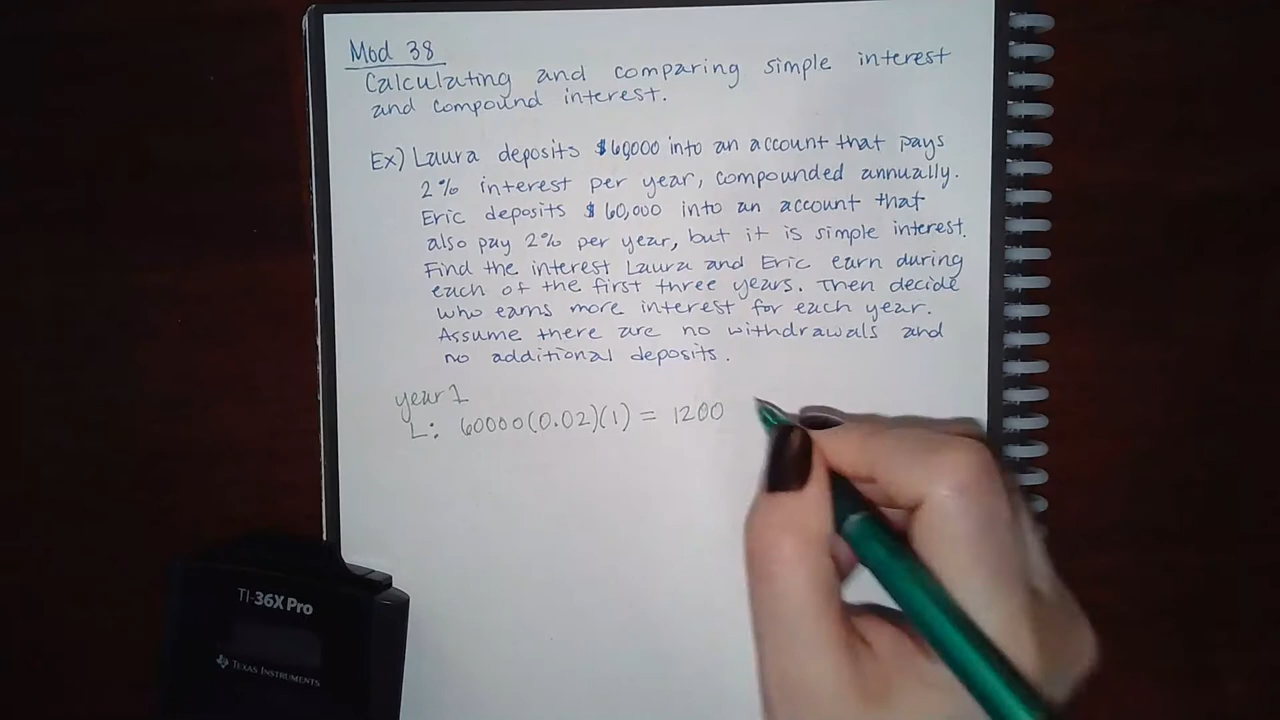 Mod 38
Calculating and comparing simple interest
and compound interest.
Ex) Laura deposits $60000 into an account that pays
2% interest per year, compounded annually.
Eric deposits $60,000 into an account that
also pay 2% per year, but it is simple interest.
Find the interest Laura and Eric earn during
each of the first three years. Then decide
who earns more interest for each year.
Assume there are no withdrawals and
no additional deposits.
year 1
L: 60000(0.02)(1) = 1200
TI-36X Pro
TEXAS INSTRUMENTS